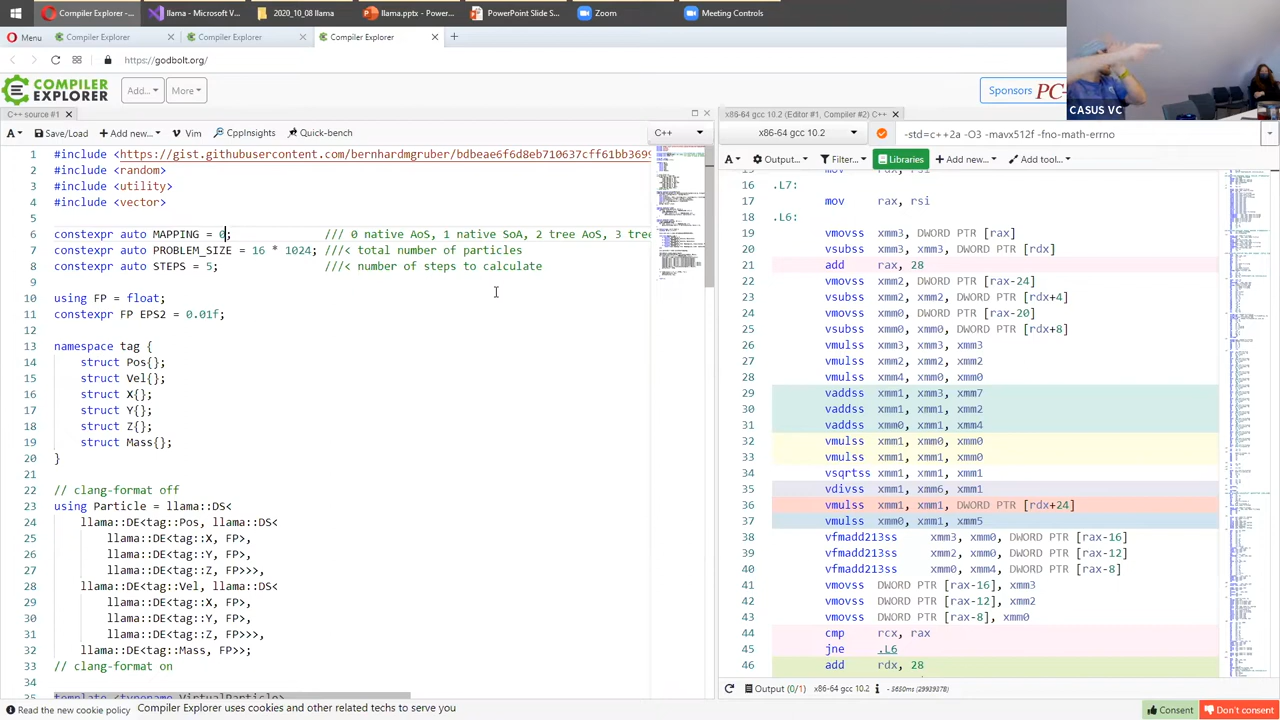 Compiler Explorer -
llama - Microsoft V
2020_10_08 llama
llama.pptx - Power...
PowerPoint Slide S...
Zoom
Meeting Controls
Menu
Compiler Explorer
Compiler Explorer
Compiler Explorer
https://godbolt.org/
COMPILER EXPLORER
Add...
More
Sponsors
PC-
CASUS VC
C++ source #1
A
Save/Load
Add new...
Vim
CppInsights
Quick-bench
C++
1 #include <https://gist.githubusercontent.com/bernhardmgruber/bdbeae6f6d8eb710637cff61bb3699
2 #include <random>
3 #include <utility>
4 #include <vector>
5
6 constexpr auto MAPPING = 0; /// 0 native AoS, 1 native SoA, 2 tree AoS, 3 tree
7 constexpr auto PROBLEM_SIZE = 16 * 1024; ///< total number of particles
8 constexpr auto STEPS = 5; ///< number of steps to calculate
9
10 using FP = float;
11 constexpr FP EPS2 = 0.01f;
12
13 namespace tag {
14 struct Pos{};
15 struct Vel{};
16 struct X{};
17 struct Y{};
18 struct Z{};
19 struct Mass{};
20 }
21
22 // clang-format off
23 using Particle = llama::DS<
24 llama::DE<tag::Pos, llama::DS<
25 llama::DE<tag::X, FP>,
26 llama::DE<tag::Y, FP>,
27 llama::DE<tag::Z, FP>>>,
28 llama::DE<tag::Vel, llama::DS<
29 llama::DE<tag::X, FP>,
30 llama::DE<tag::Y, FP>,
31 llama::DE<tag::Z, FP>>>,
32 llama::DE<tag::Mass, FP>>;
33 // clang-format on
34
35 template <typename VirtualParticle>
x86-64 gcc 10.2 (Editor #1, Compiler #2) C++
x86-64 gcc 10.2
-std=c++2a -O3 -mavx512f -fno-math-errno
A
Output...
Filter...
Libraries
Add new...
Add tool...
15 mov rax, rsi
16 .L7:
17 mov rax, rsi
18 .L6:
19 vmovss xmm3, DWORD PTR [rax]
20 vsubss xmm3, xmm3, DWORD PTR [rdx]
21 add rax, 28
22 vmovss xmm2, DWORD PTR [rax-24]
23 vsubss xmm2, xmm2, DWORD PTR [rdx+4]
24 vmovss xmm0, DWORD PTR [rax-20]
25 vsubss xmm0, xmm0, DWORD PTR [rdx+8]
26 vmulss xmm3, xmm3, xmm3
27 vmulss xmm2, xmm2, xmm2
28 vmulss xmm4, xmm0, xmm0
29 vaddss xmm1, xmm3, xmm7
30 vaddss xmm1, xmm1, xmm2
31 vaddss xmm0, xmm1, xmm4
32 vmulss xmm1, xmm0, xmm0
33 vmulss xmm1, xmm1, xmm0
34 vsqrtss xmm1, xmm1, xmm1
35 vdivss xmm1, xmm6, xmm1
36 vmulss xmm1, xmm1, DWORD PTR [rdx+24]
37 vmulss xmm0, xmm1, xmm5
38 vfmadd213ss xmm3, xmm0, DWORD PTR [rax-16]
39 vfmadd213ss xmm2, xmm0, DWORD PTR [rax-12]
40 vfmadd213ss xmm0, xmm4, DWORD PTR [rax-8]
41 vmovss DWORD PTR [rax-16], xmm3
42 vmovss DWORD PTR [rax-12], xmm2
43 vmovss DWORD PTR [rax-8], xmm0
44 cmp rcx, rax
45 jne .L6
46 add rdx, 28
Output (0/1) x86-64 gcc 10.2 i - 5650ms (2993937B)
Read the new cookie policy
Compiler Explorer uses cookies and other related techs to serve you
Consent
Don't consent